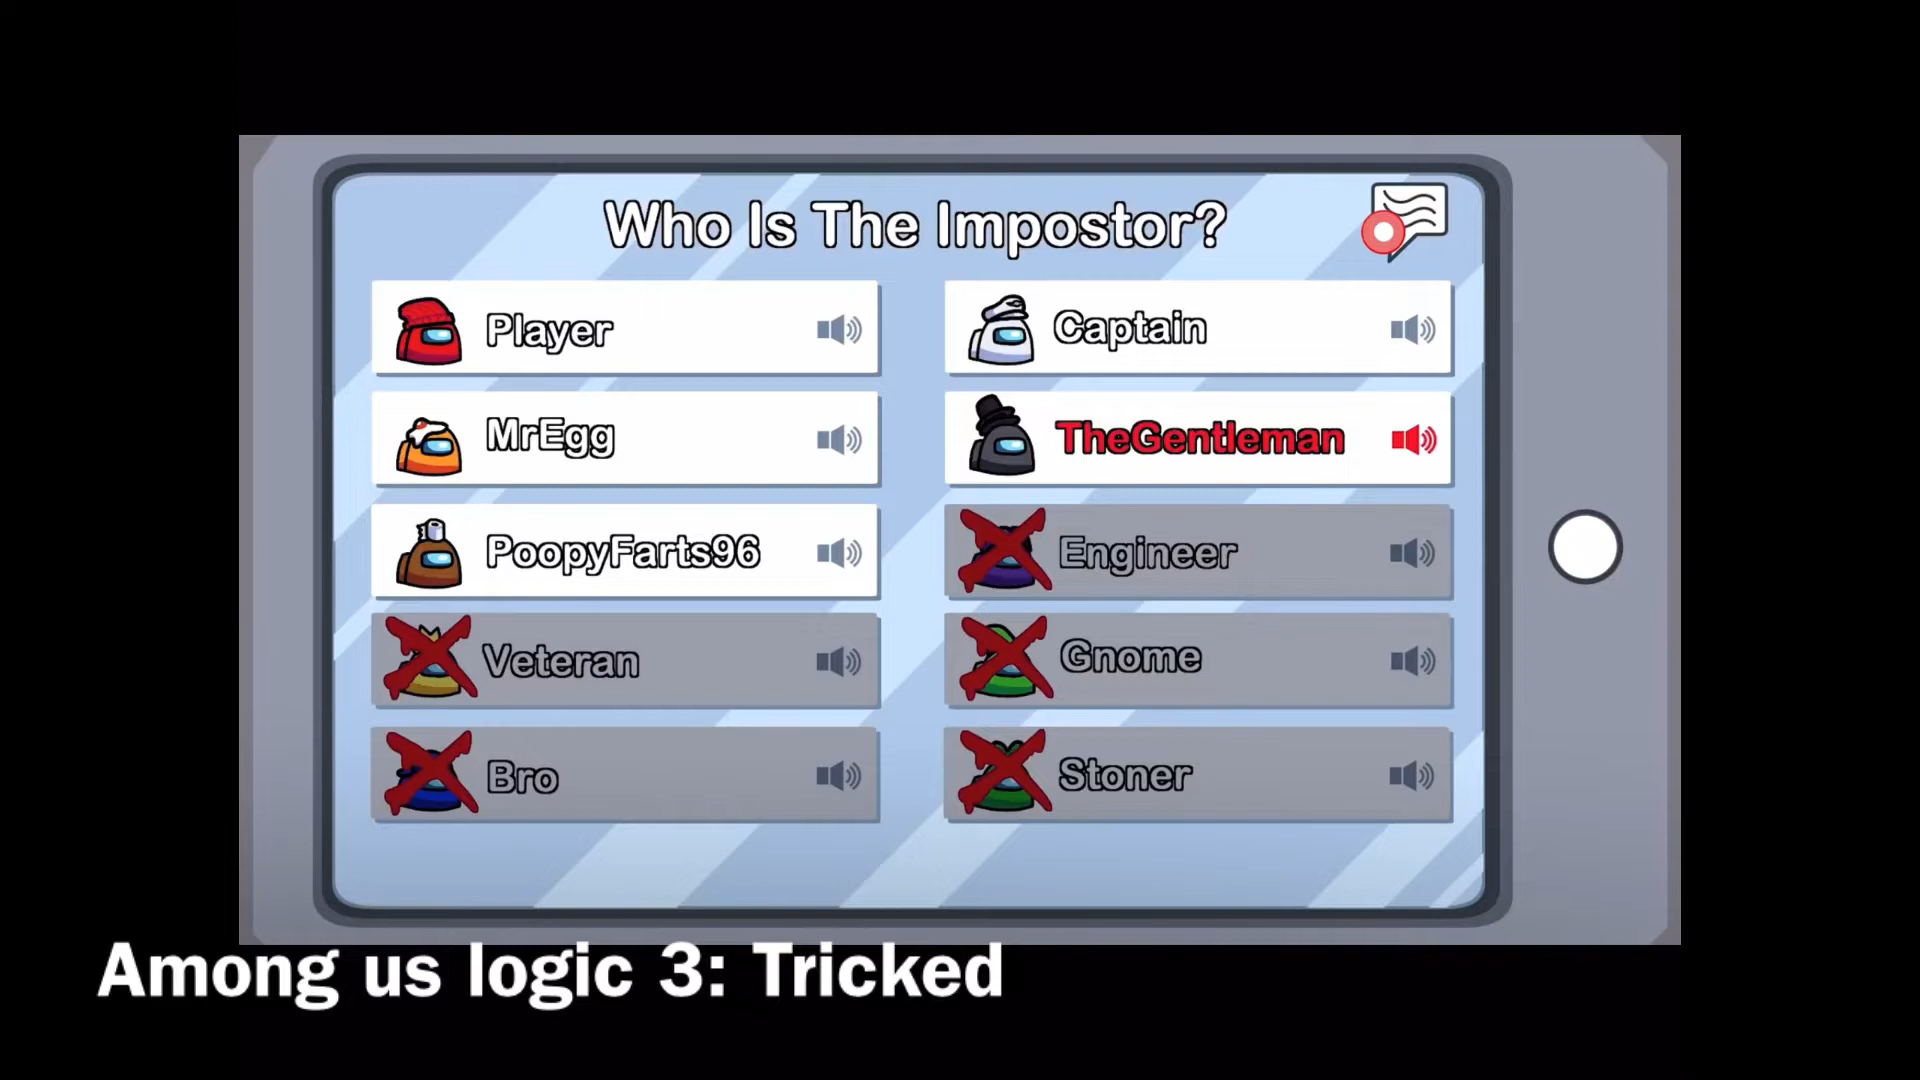 Who Is The Impostor?
Player
Captain
MrEgg
TheGentleman
PoopyFarts96
Engineer
Veteran
Gnome
Bro
Stoner
Among us logic 3: Tricked